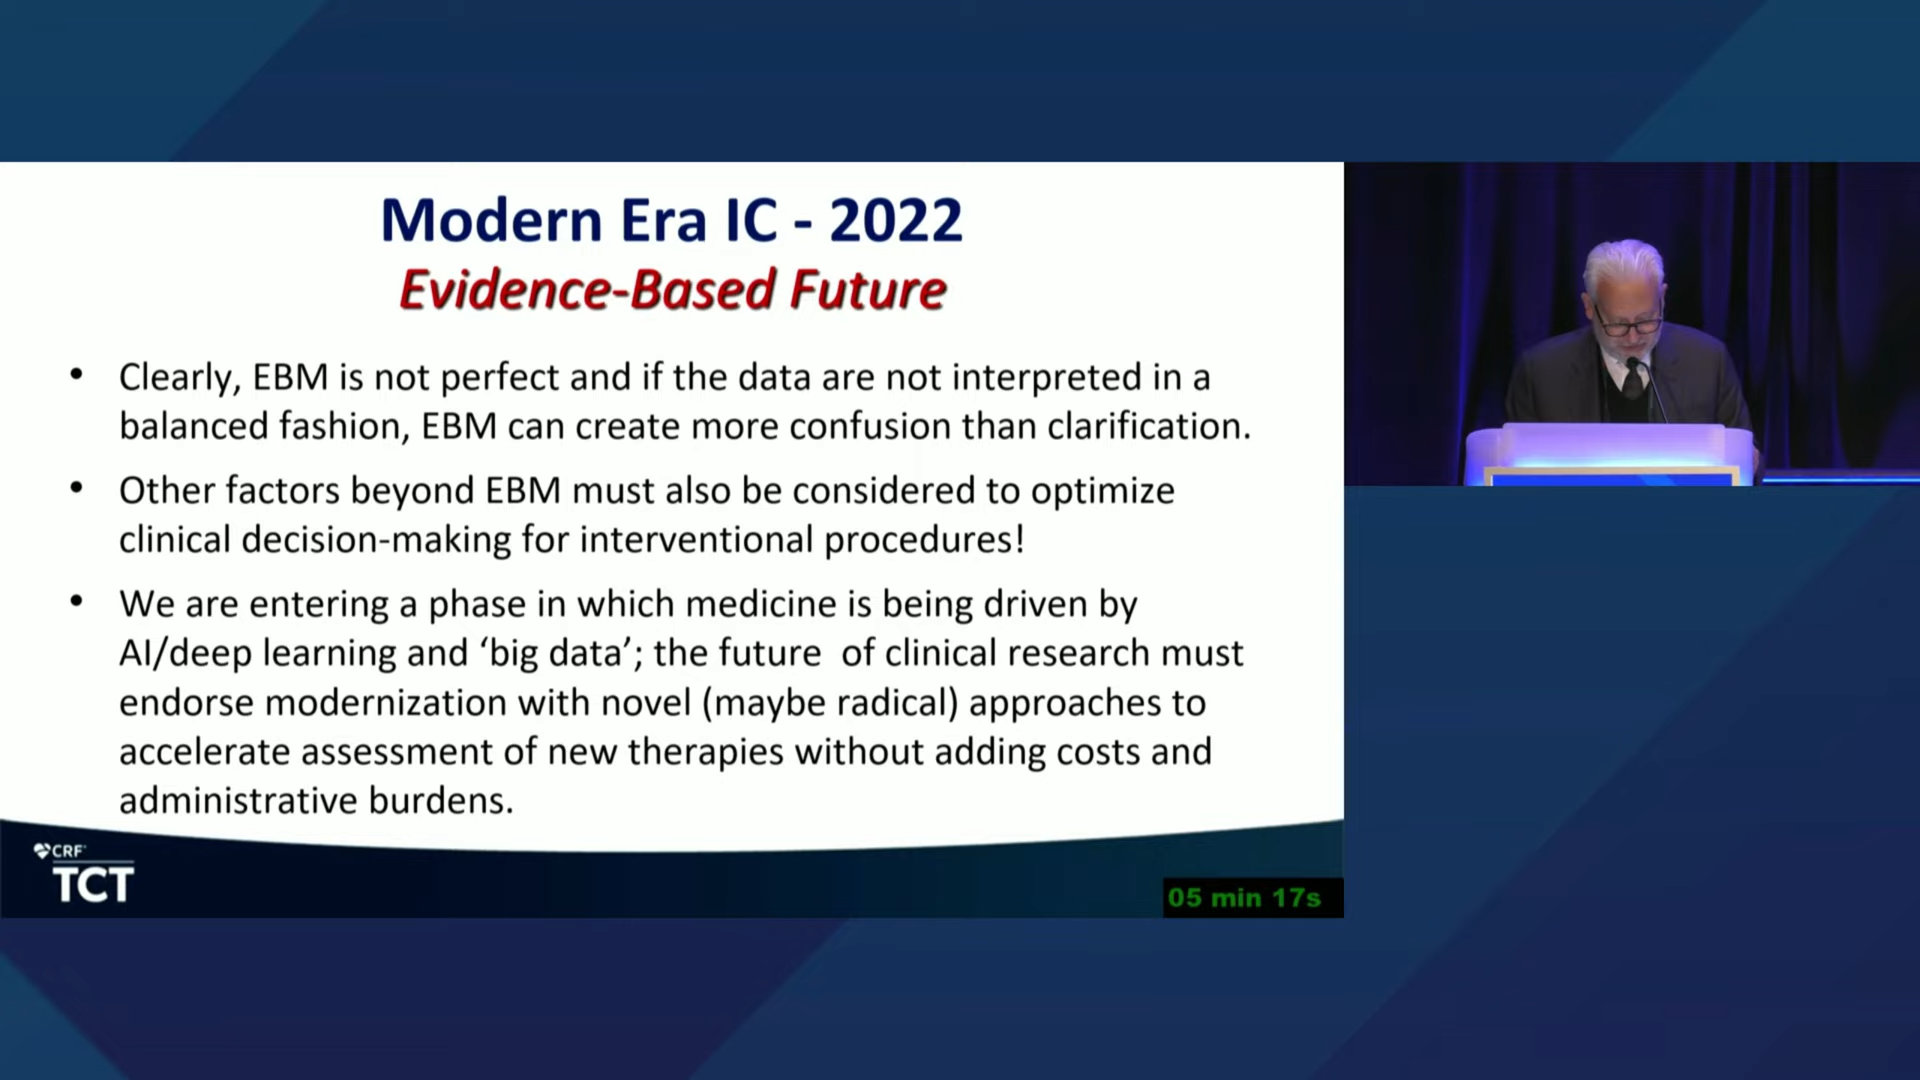 Modern Era IC - 2022
Evidence-Based Future
• Clearly, EBM is not perfect and if the data are not interpreted in a
balanced fashion, EBM can create more confusion than clarification.
• Other factors beyond EBM must also be considered to optimize
clinical decision-making for interventional procedures!
• We are entering a phase in which medicine is being driven by
AI/deep learning and ‘big data’; the future of clinical research must
endorse modernization with novel (maybe radical) approaches to
accelerate assessment of new therapies without adding costs and
administrative burdens.
CRF
TCT
05 min 17s